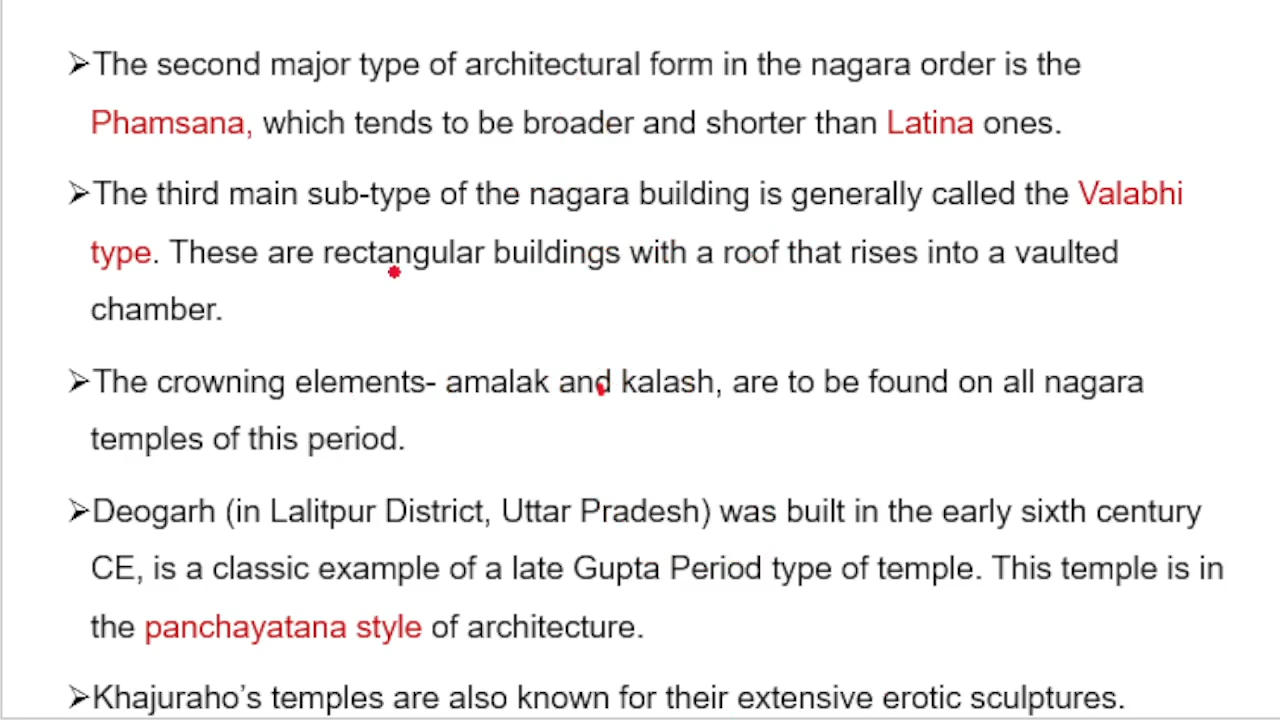 ➢The second major type of architectural form in the nagara order is the
Phamsana, which tends to be broader and shorter than Latina ones.
➢The third main sub-type of the nagara building is generally called the Valabhi
type. These are rectangular buildings with a roof that rises into a vaulted
chamber.
➢The crowning elements- amalak and kalash, are to be found on all nagara
temples of this period.
➢Deogarh (in Lalitpur District, Uttar Pradesh) was built in the early sixth century
CE, is a classic example of a late Gupta Period type of temple. This temple is in
the panchayatana style of architecture.
➢Khajuraho’s temples are also known for their extensive erotic sculptures.